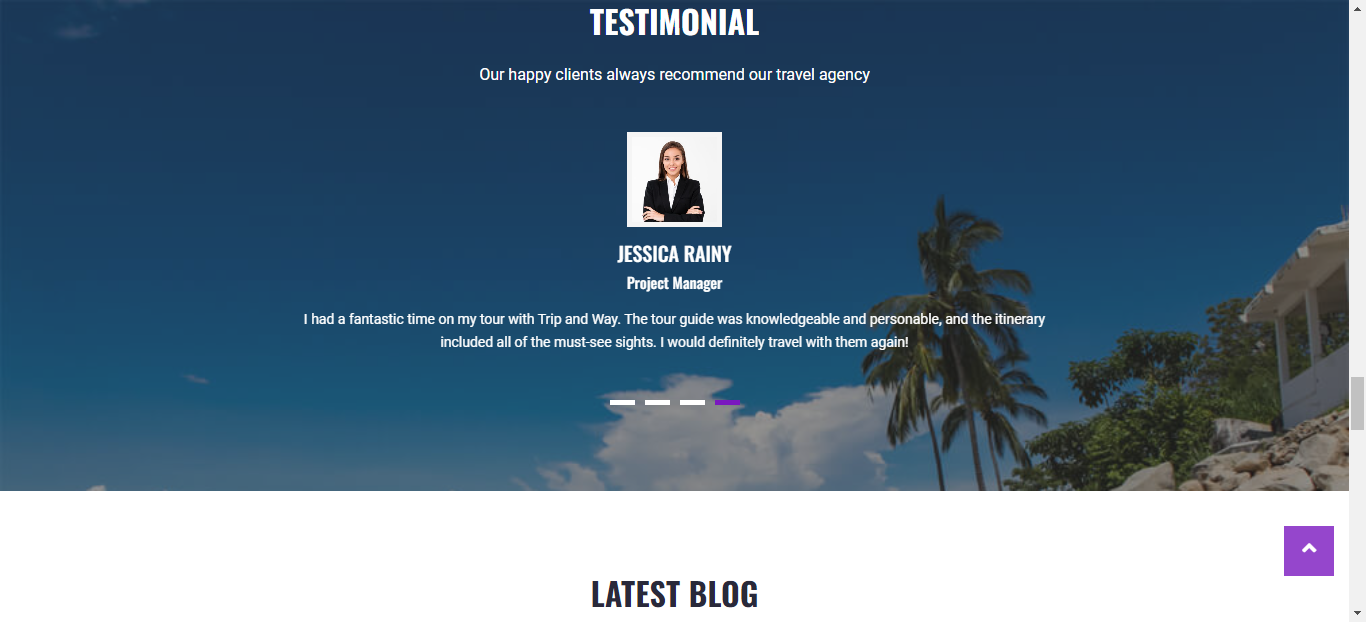 TESTIMONIAL
Our happy clients always recommend our travel agency
JESSICA RAINY
Project Manager
I had a fantastic time on my tour with Trip and Way. The tour guide was knowledgeable and personable, and the itinerary
included all of the must-see sights. I would definitely travel with them again!
LATEST BLOG